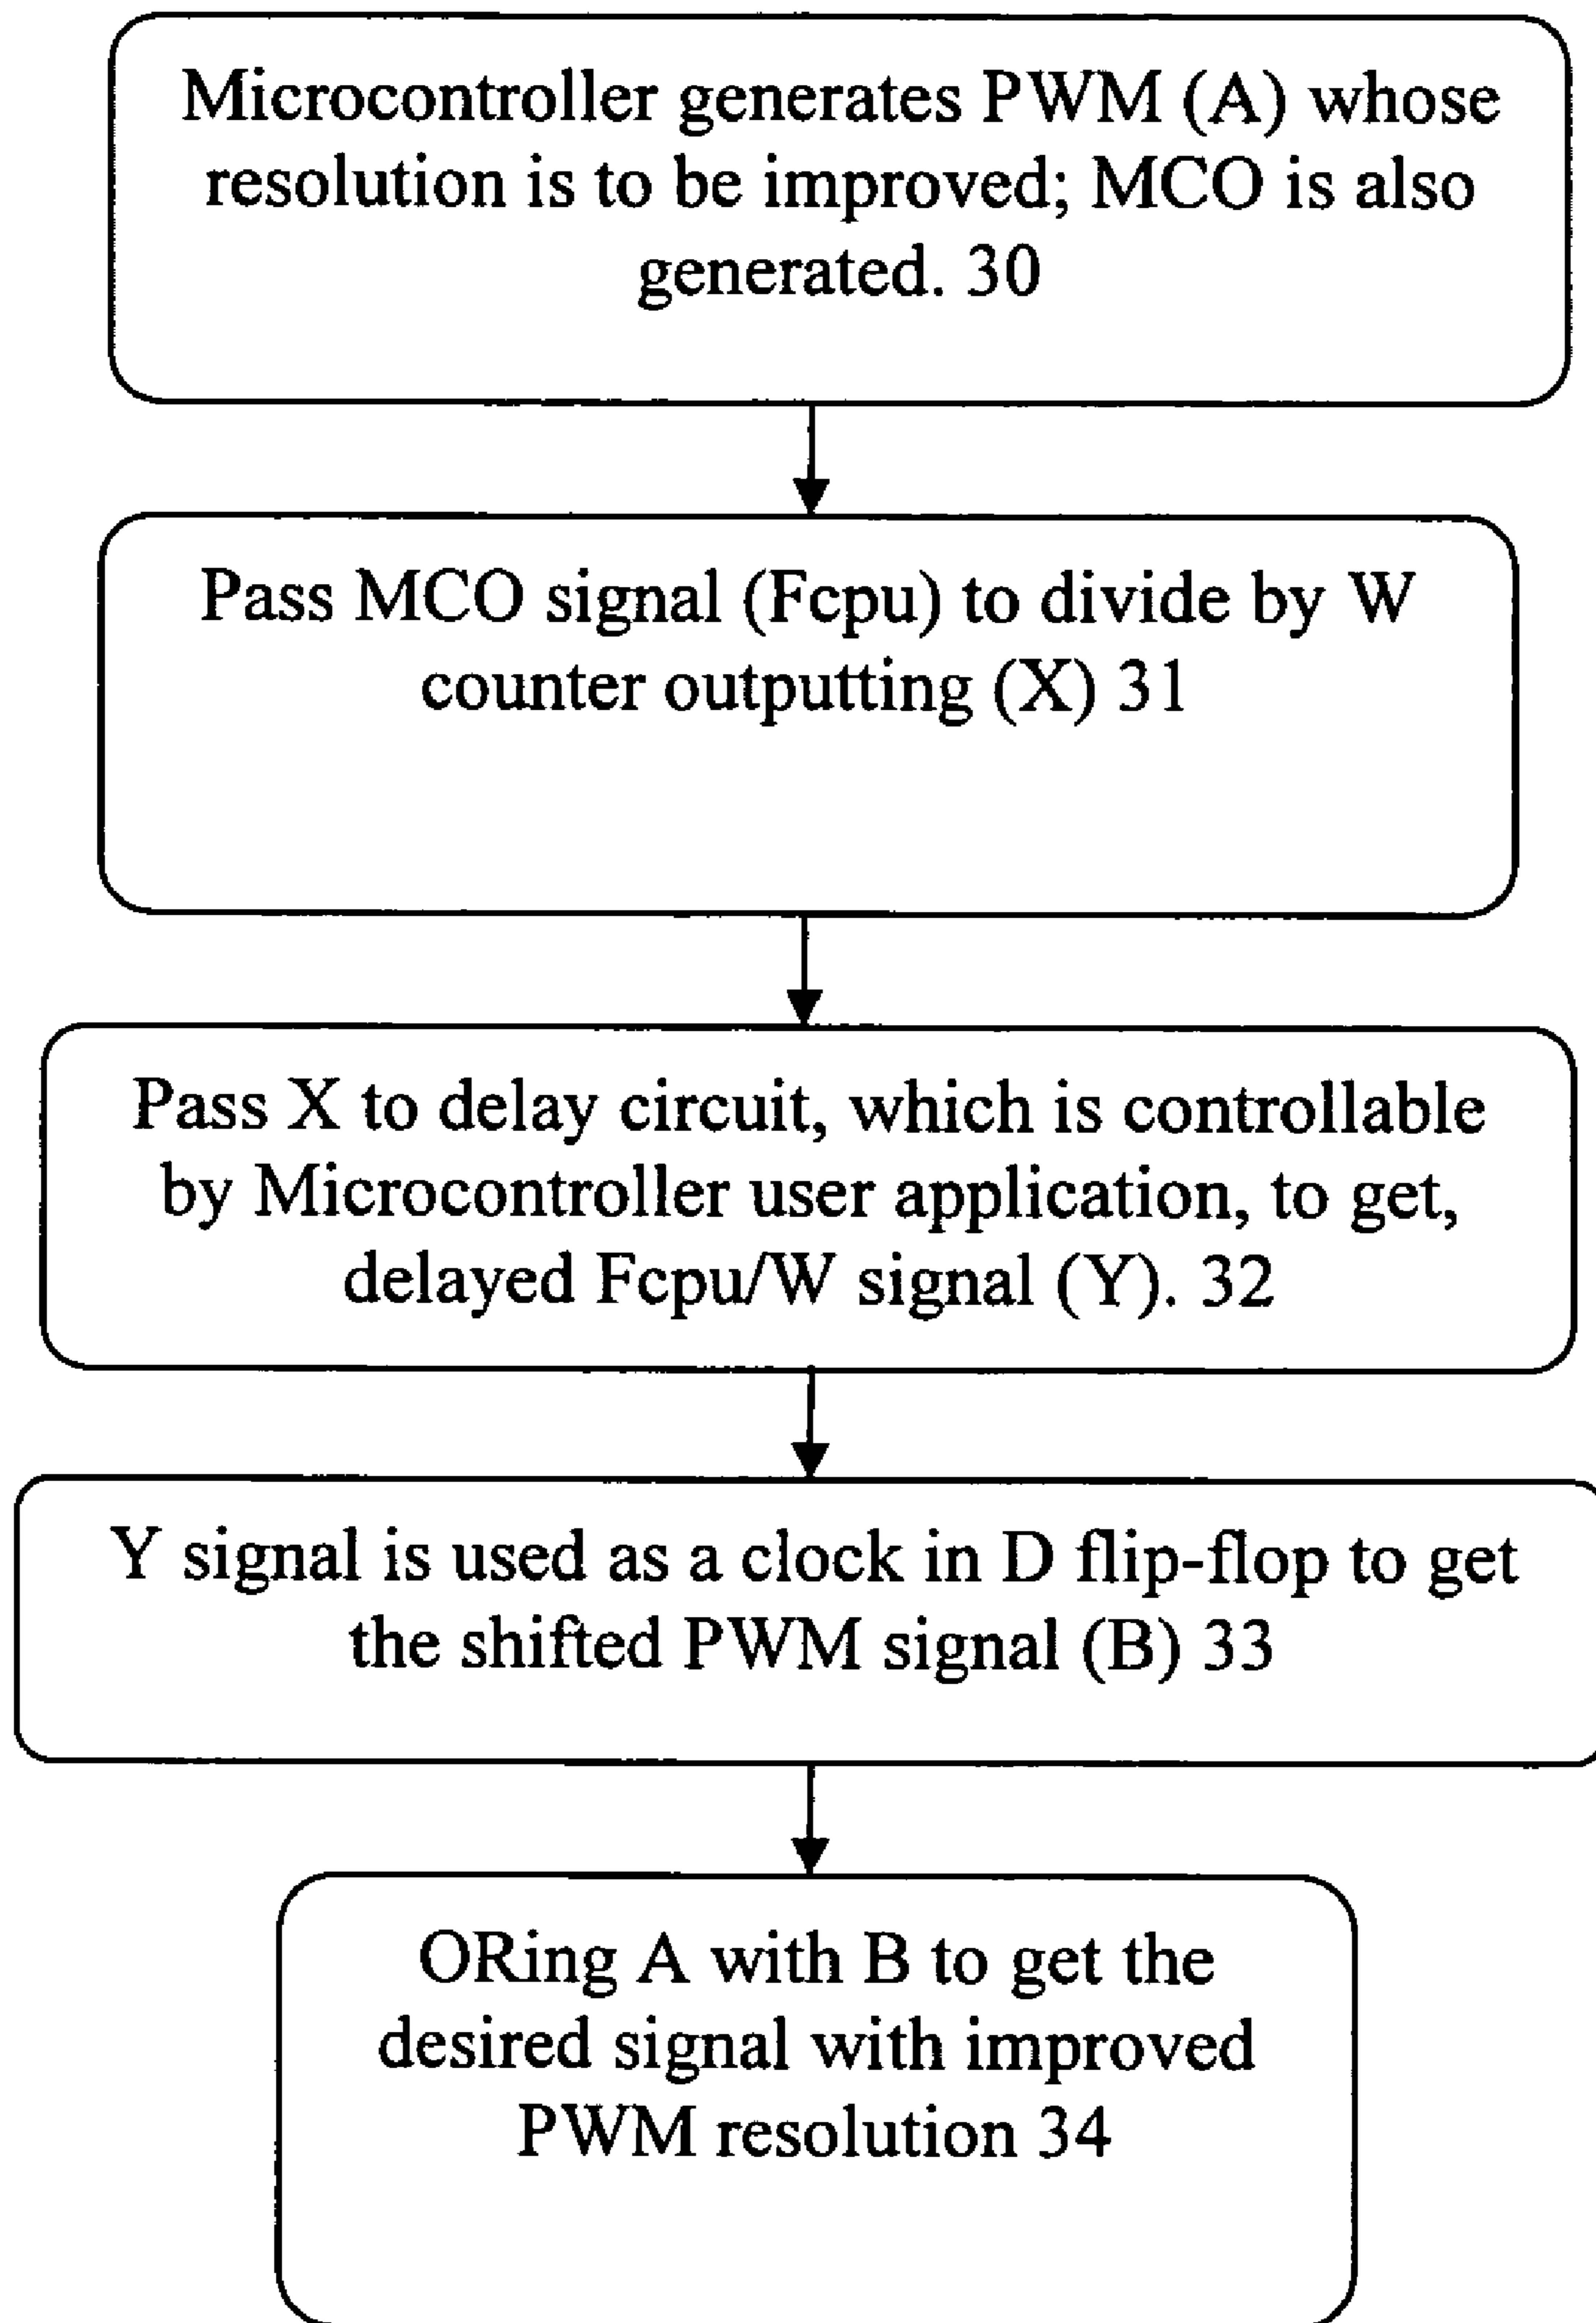 Microcontroller generates PWM (A) whose
resolution is to be improved; MCO is also
generated. 30
Pass MCO signal (Fcpu) to divide by W
counter outputting (X) 31
Pass X to delay circuit, which is controllable
by Microcontroller user application, to get,
delayed Fcpu/W signal (Y). 32
Y signal is used as a clock in D flip-flop to get
the shifted PWM signal (B) 33
ORing A with B to get the
desired signal with improved
PWM resolution 34